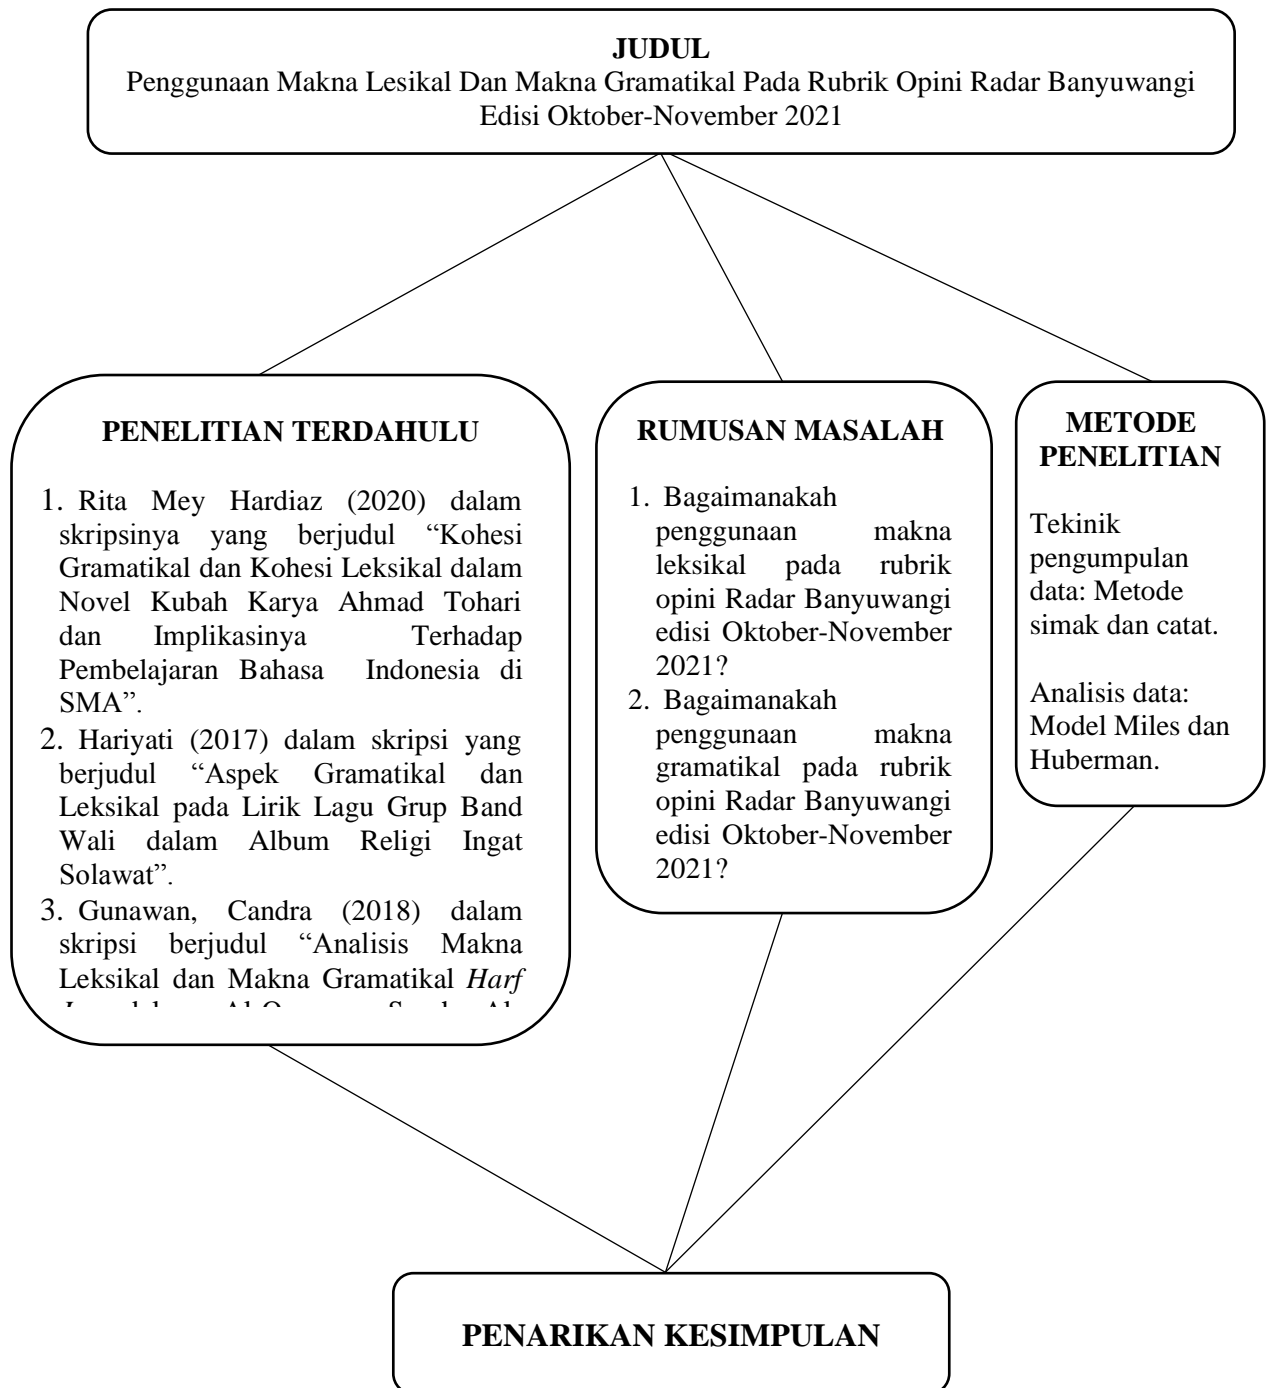 JUDUL
Penggunaan Makna Lesikal Dan Makna Gramatikal Pada Rubrik Opini Radar Banyuwangi
Edisi Oktober-November 2021
PENELITIAN TERDAHULU
1. Rita Mey Hardiaz (2020) dalam
skripsinya yang berjudul “Kohesi
Gramatikal dan Kohesi Leksikal dalam
Novel Kubah Karya Ahmad Tohari
dan Implikasinya Terhadap
Pembelajaran Bahasa Indonesia di
SMA”.
2. Hariyati (2017) dalam skripsi yang
berjudul “Aspek Gramatikal dan
Leksikal pada Lirik Lagu Grup Band
Wali dalam Album Religi Ingat
Solawat”.
3. Gunawan, Candra (2018) dalam
skripsi berjudul “Analisis Makna
Leksikal dan Makna Gramatikal Harf
RUMUSAN MASALAH
1. Bagaimanakah
penggunaan makna
leksikal pada rubrik
opini Radar Banyuwangi
edisi Oktober-November
2021?
2. Bagaimanakah
penggunaan makna
gramatikal pada rubrik
opini Radar Banyuwangi
edisi Oktober-November
2021?
METODE
PENELITIAN
Tekinik
pengumpulan
data: Metode
simak dan catat.
Analisis data:
Model Miles dan
Huberman.
PENARIKAN KESIMPULAN